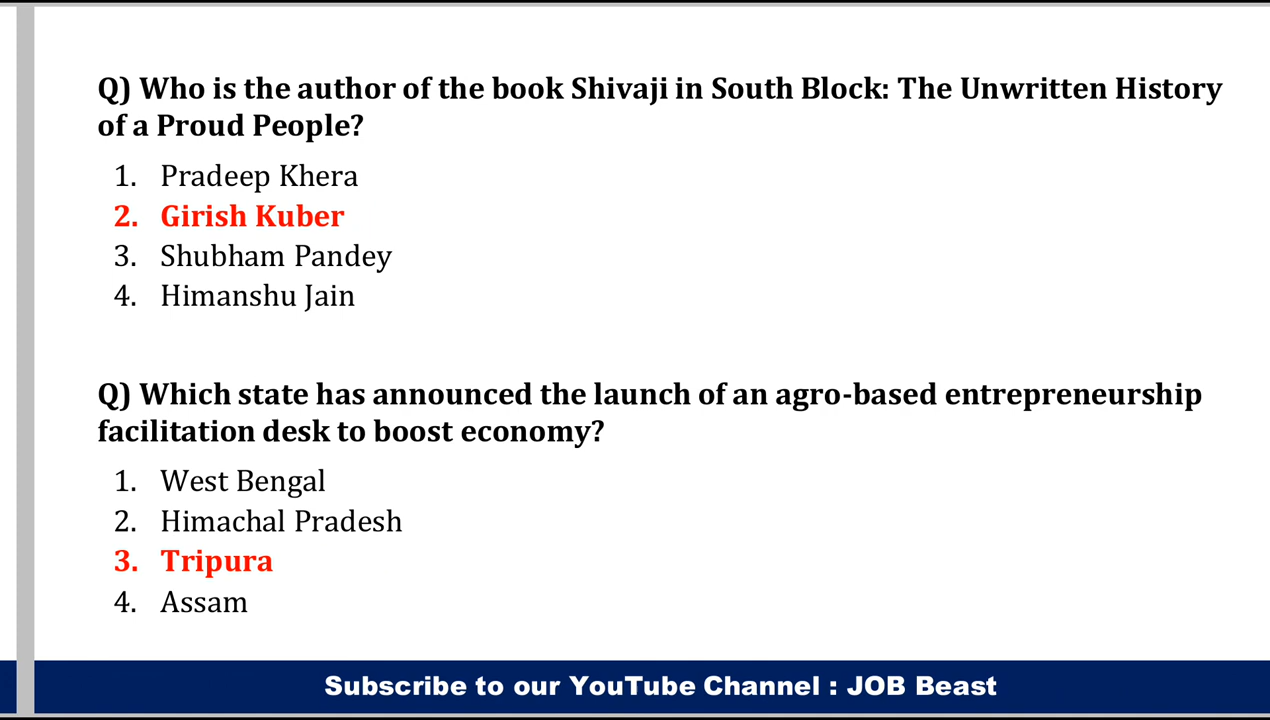 Q) Who is the author of the book Shivaji in South Block: The Unwritten History
of a Proud People?
1. Pradeep Khera
2. Girish Kuber
3. Shubham Pandey
4. Himanshu Jain
Q) Which state has announced the launch of an agro-based entrepreneurship
facilitation desk to boost economy?
1. West Bengal
2. Himachal Pradesh
3. Tripura
4. Assam
Subscribe to our YouTube Channel : JOB Beast